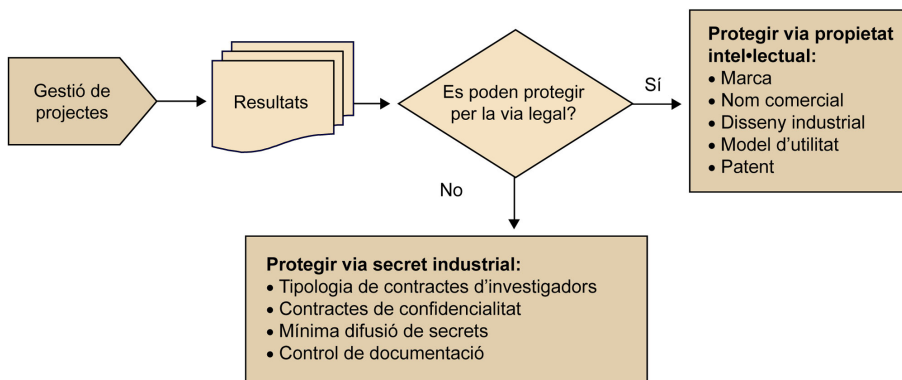 Gestió de
projectes
Resultats
Es poden protegir
per la via legal?
Sí
Protegir via propietat
intel•lectual:
• Marca
• Nom comercial
• Disseny industrial
• Model d'utilitat
• Patent
No
Protegir via secret industrial:
• Tipologia de contractes d'investigadors
• Contractes de confidencialitat
• Mínima difusió de secrets
• Control de documentació